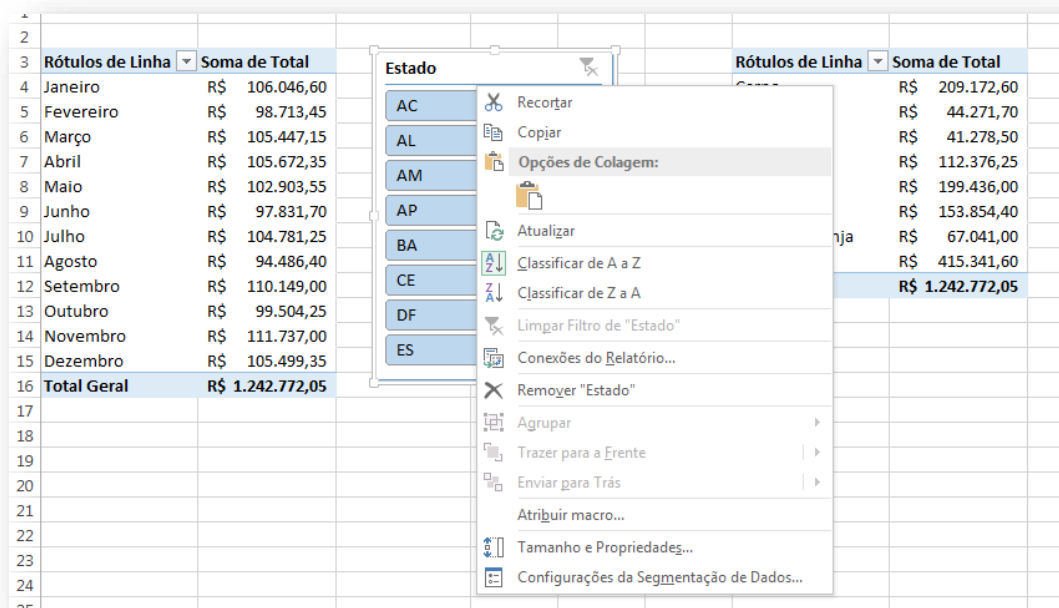 2
3 Rótulos de Linha Soma de Total
4 Janeiro R$ 106.046,60
5 Fevereiro R$ 98.713,45
6 Março R$ 105.447,15
7 Abril R$ 105.672,35
8 Maio R$ 102.903,55
9 Junho R$ 97.831,70
10 Julho R$ 104.781,25
11 Agosto R$ 94.486,40
12 Setembro R$ 110.149,00
13 Outubro R$ 99.504,25
14 Novembro R$ 111.737,00
15 Dezembro R$ 105.499,35
16 Total Geral R$ 1.242.772,05
17
18
19
20
21
22
23
24
Estado
AC
AL
AM
AP
BA
CE
DF
ES
Recortar
Copiar
Opções de Colagem:
Atualizar
Classificar de A a Z
Classificar de Z a A
Limpar Filtro de "Estado"
Conexões do Relatório...
Remover "Estado"
Agrupar
Trazer para a Frente
Enviar para Trás
Atribuir macro...
Tamanho e Propriedades...
Configurações da Segmentação de Dados...
Rótulos de Linha Soma de Total
R$ 209.172,60
R$ 44.271,70
R$ 41.278,50
R$ 112.376,25
R$ 199.436,00
R$ 153.854,40
R$ 67.041,00
R$ 415.341,60
R$ 1.242.772,05